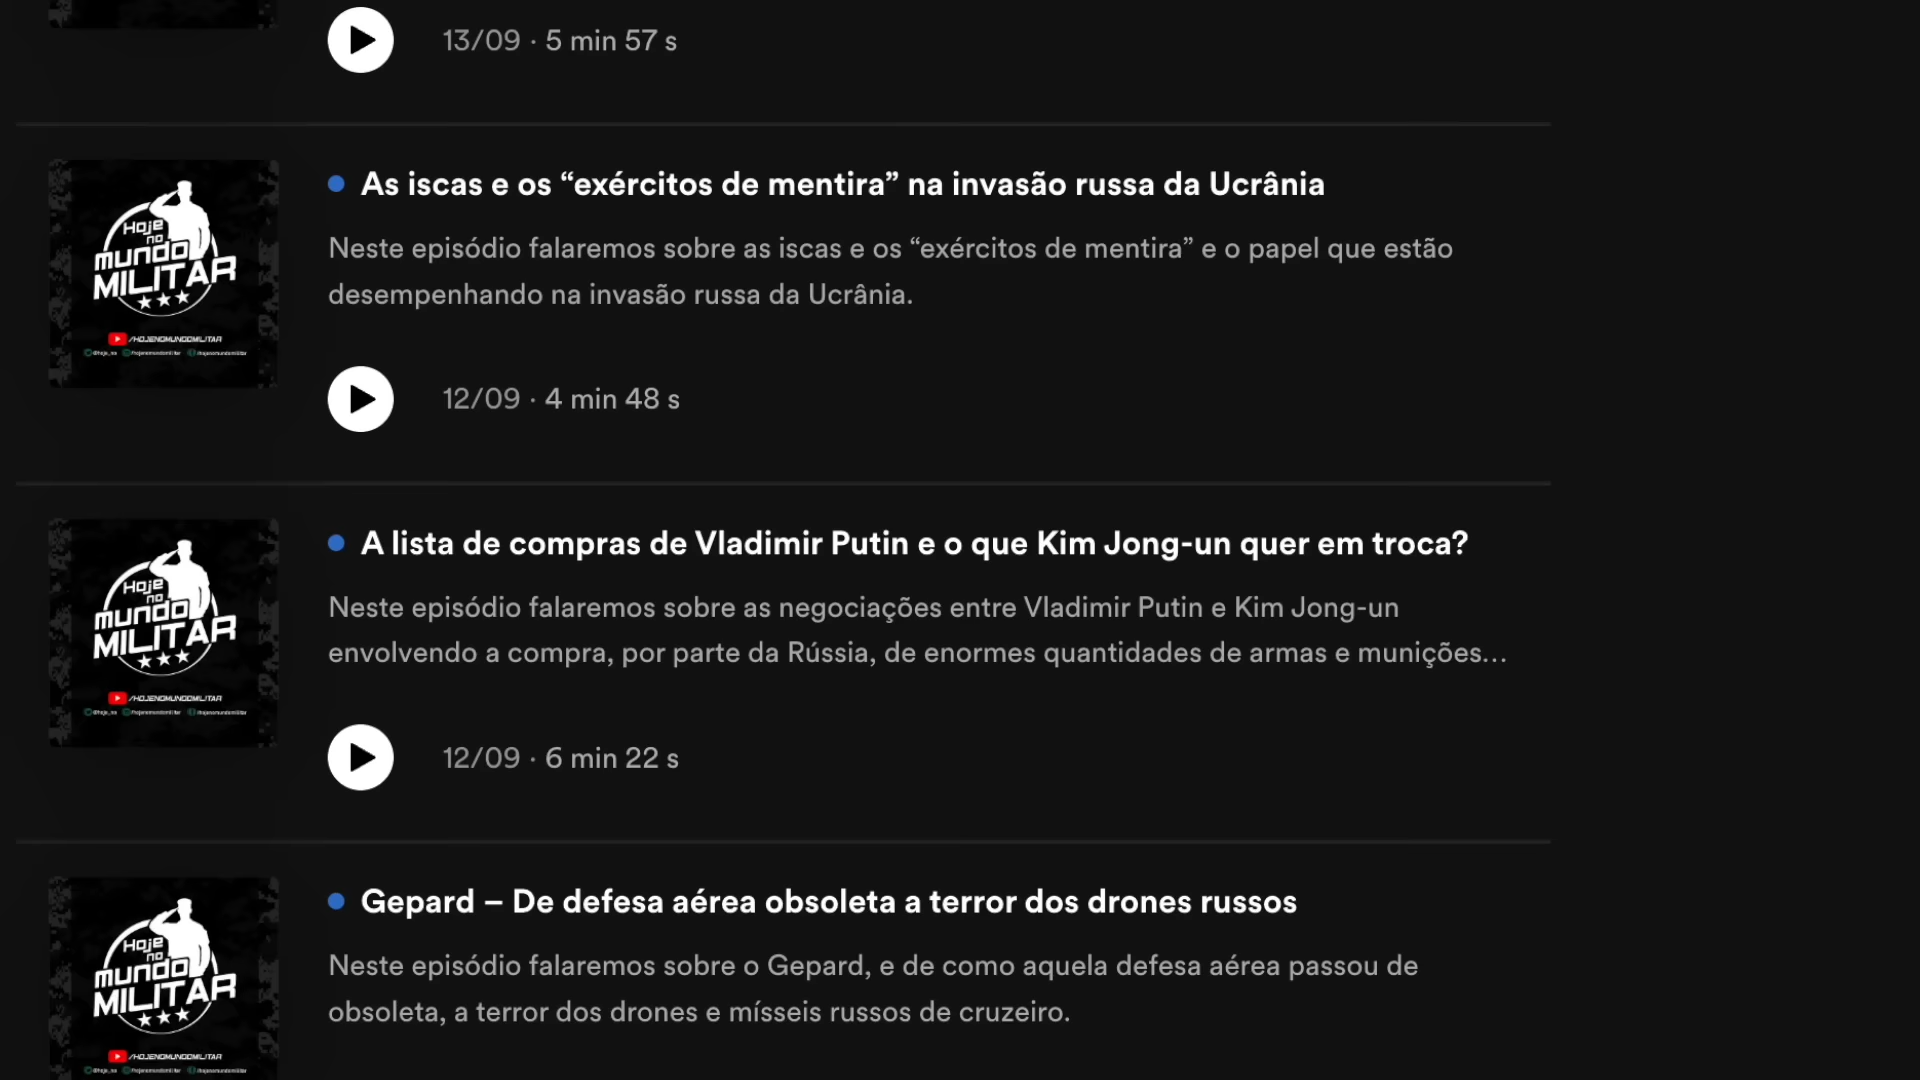 13/09 · 5 min 57 s
Hoje
no
mundo
MILITAR
/HOJENOMUNDOMILITAR
As iscas e os “exércitos de mentira” na invasão russa da Ucrânia
Neste episódio falaremos sobre as iscas e os “exércitos de mentira” e o papel que estão
desempenhando na invasão russa da Ucrânia.
12/09 · 4 min 48 s
Hoje
no
mundo
MILITAR
/HOJENOMUNDOMILITAR
A lista de compras de Vladimir Putin e o que Kim Jong-un quer em troca?
Neste episódio falaremos sobre as negociações entre Vladimir Putin e Kim Jong-un
envolvendo a compra, por parte da Rússia, de enormes quantidades de armas e munições...
12/09 · 6 min 22 s
Hoje
no
mundo
MILITAR
/HOJENOMUNDOMILITAR
Gepard – De defesa aérea obsoleta a terror dos drones russos
Neste episódio falaremos sobre o Gepard, e de como aquela defesa aérea passou de
obsoleta, a terror dos drones e mísseis russos de cruzeiro.